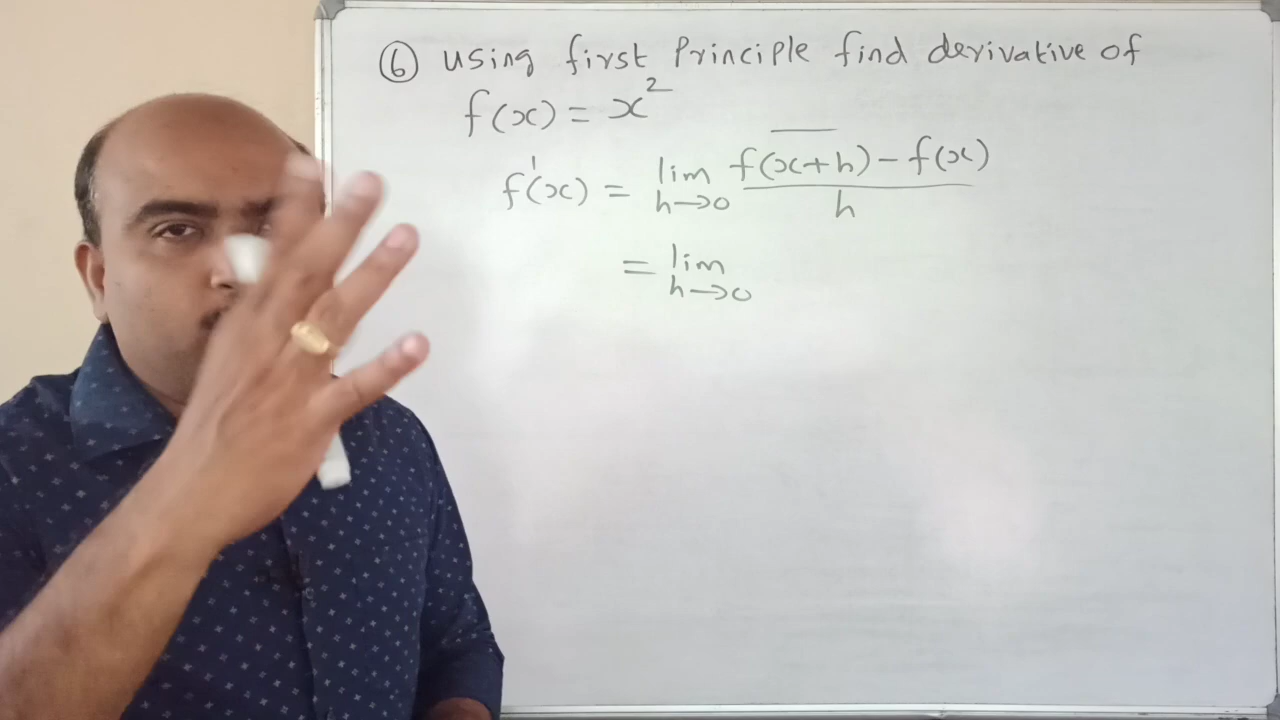 ⑥ using first Principle find derivative of
f(x) = x²
f'(x) = lim h→0 f(x+h) - f(x) / h
= lim h→0